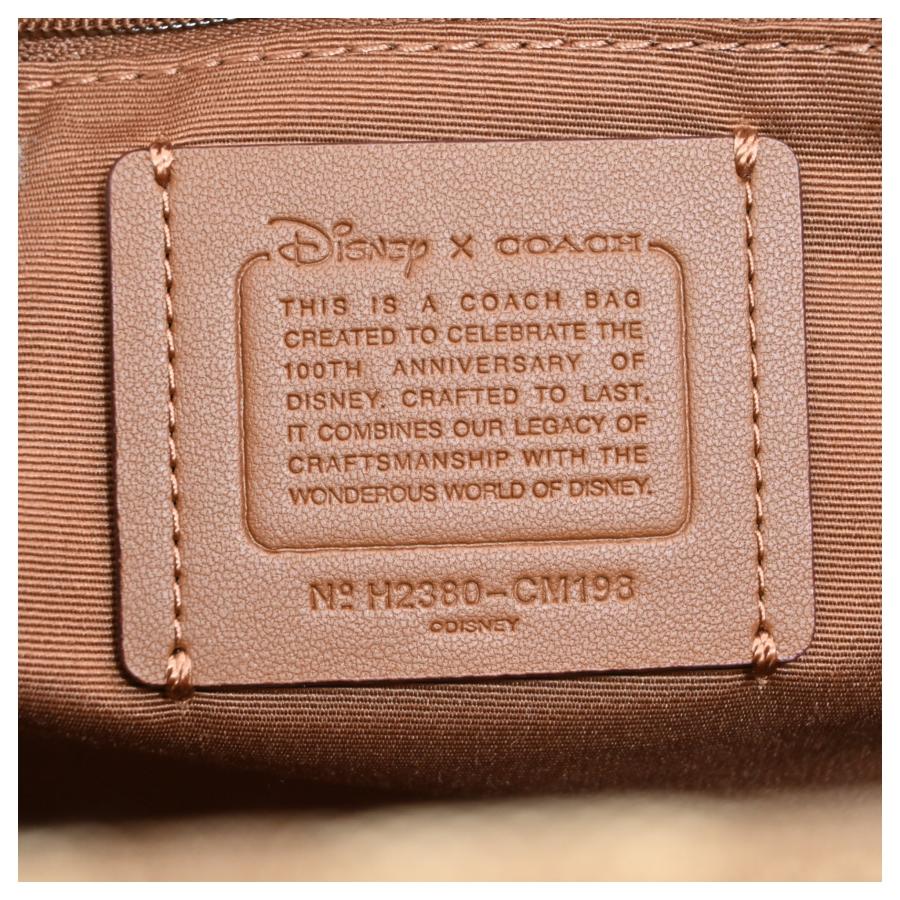 Disney X COACH
THIS IS A COACH BAG
CREATED TO CELEBRATE THE
100TH ANNIVERSARY OF
DISNEY. CRAFTED TO LAST,
IT COMBINES OUR LEGACY OF
CRAFTSMANSHIP WITH THE
WONDEROUS WORLD OF DISNEY.
Nº H2380-CM198
©DISNEY